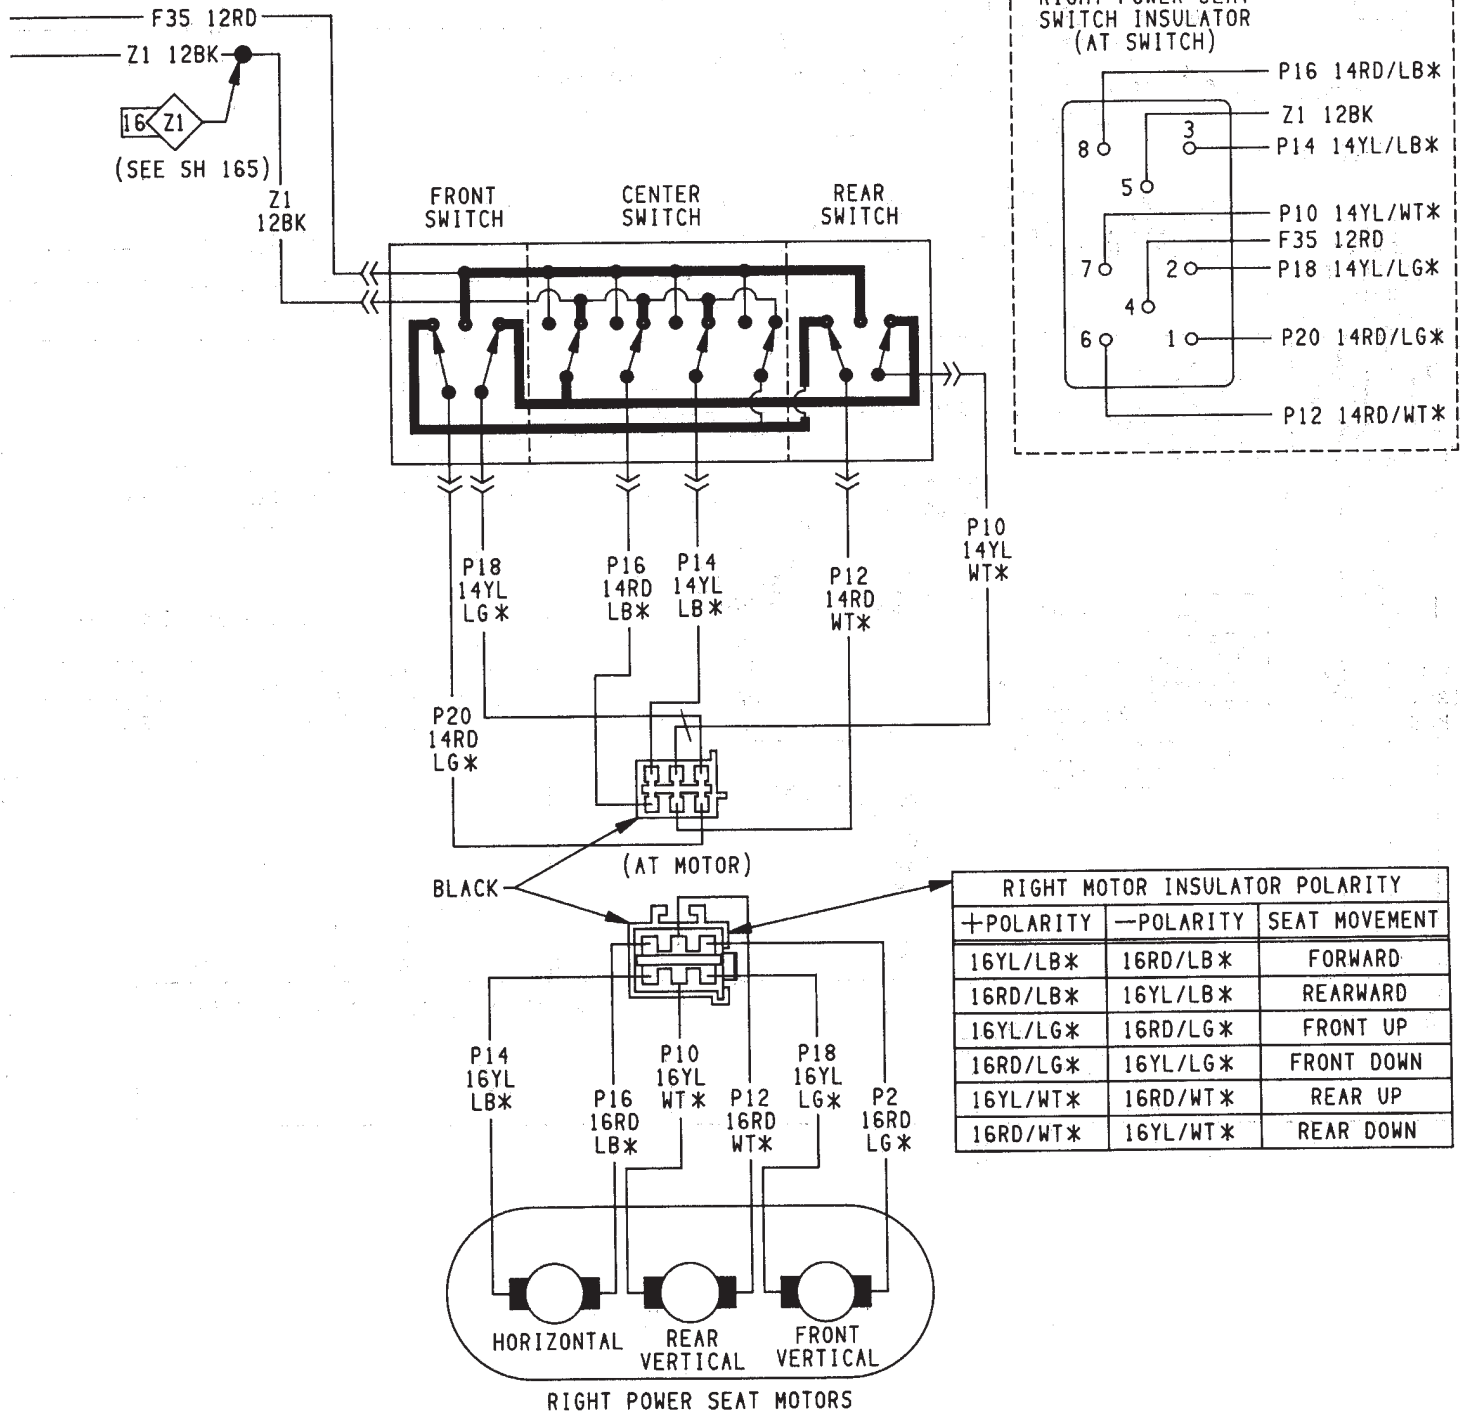 F35 12RD
Z1 12BK
16 Z1
(SEE SH 165)
Z1
12BK
FRONT
SWITCH
CENTER
SWITCH
REAR
SWITCH
RIGHT POWER SEAT
SWITCH INSULATOR
(AT SWITCH)
P16 14RD/LB*
Z1 12BK
3
8
P14 14YL/LB*
5
P10 14YL/WT*
F35 12RD
7
2
P18 14YL/LG*
4
6
1
P20 14RD/LG*
P12 14RD/WT*
P18
14YL
LG*
P16
14RD
LB*
P14
14YL
LB*
P12
14RD
WT*
P10
14YL
WT*
P20
14RD
LG*
(AT MOTOR)
BLACK
RIGHT MOTOR INSULATOR POLARITY
+POLARITY −POLARITY SEAT MOVEMENT
16YL/LB* 16RD/LB* FORWARD
16RD/LB* 16YL/LB* REARWARD
16YL/LG* 16RD/LG* FRONT UP
16RD/LG* 16YL/LG* FRONT DOWN
16YL/WT* 16RD/WT* REAR UP
16RD/WT* 16YL/WT* REAR DOWN
P14
16YL
LB*
P16
16RD
LB*
P10
16YL
WT*
P12
16RD
WT*
P18
16YL
LG*
P2
16RD
LG*
HORIZONTAL
REAR
VERTICAL
FRONT
VERTICAL
RIGHT POWER SEAT MOTORS